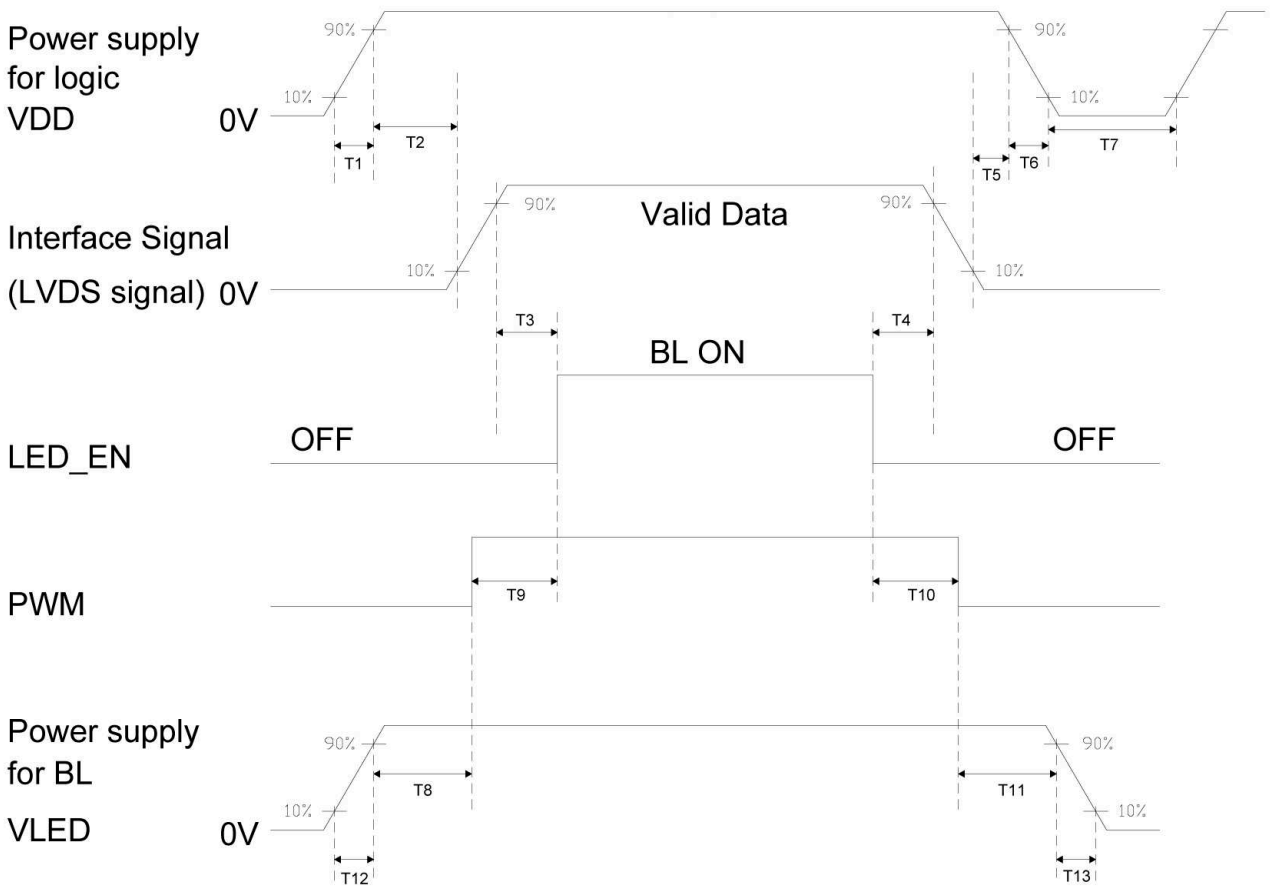 Power supply
for logic
VDD
0V
90%
10%
90%
10%
T1
T2
T5
T6
T7
Interface Signal
(LVDS signal)
0V
90%
Valid Data
90%
10%
10%
T3
T4
BL ON
LED_EN
OFF
OFF
PWM
T9
T10
Power supply
for BL
VLED
0V
90%
90%
T8
T11
10%
10%
T12
T13